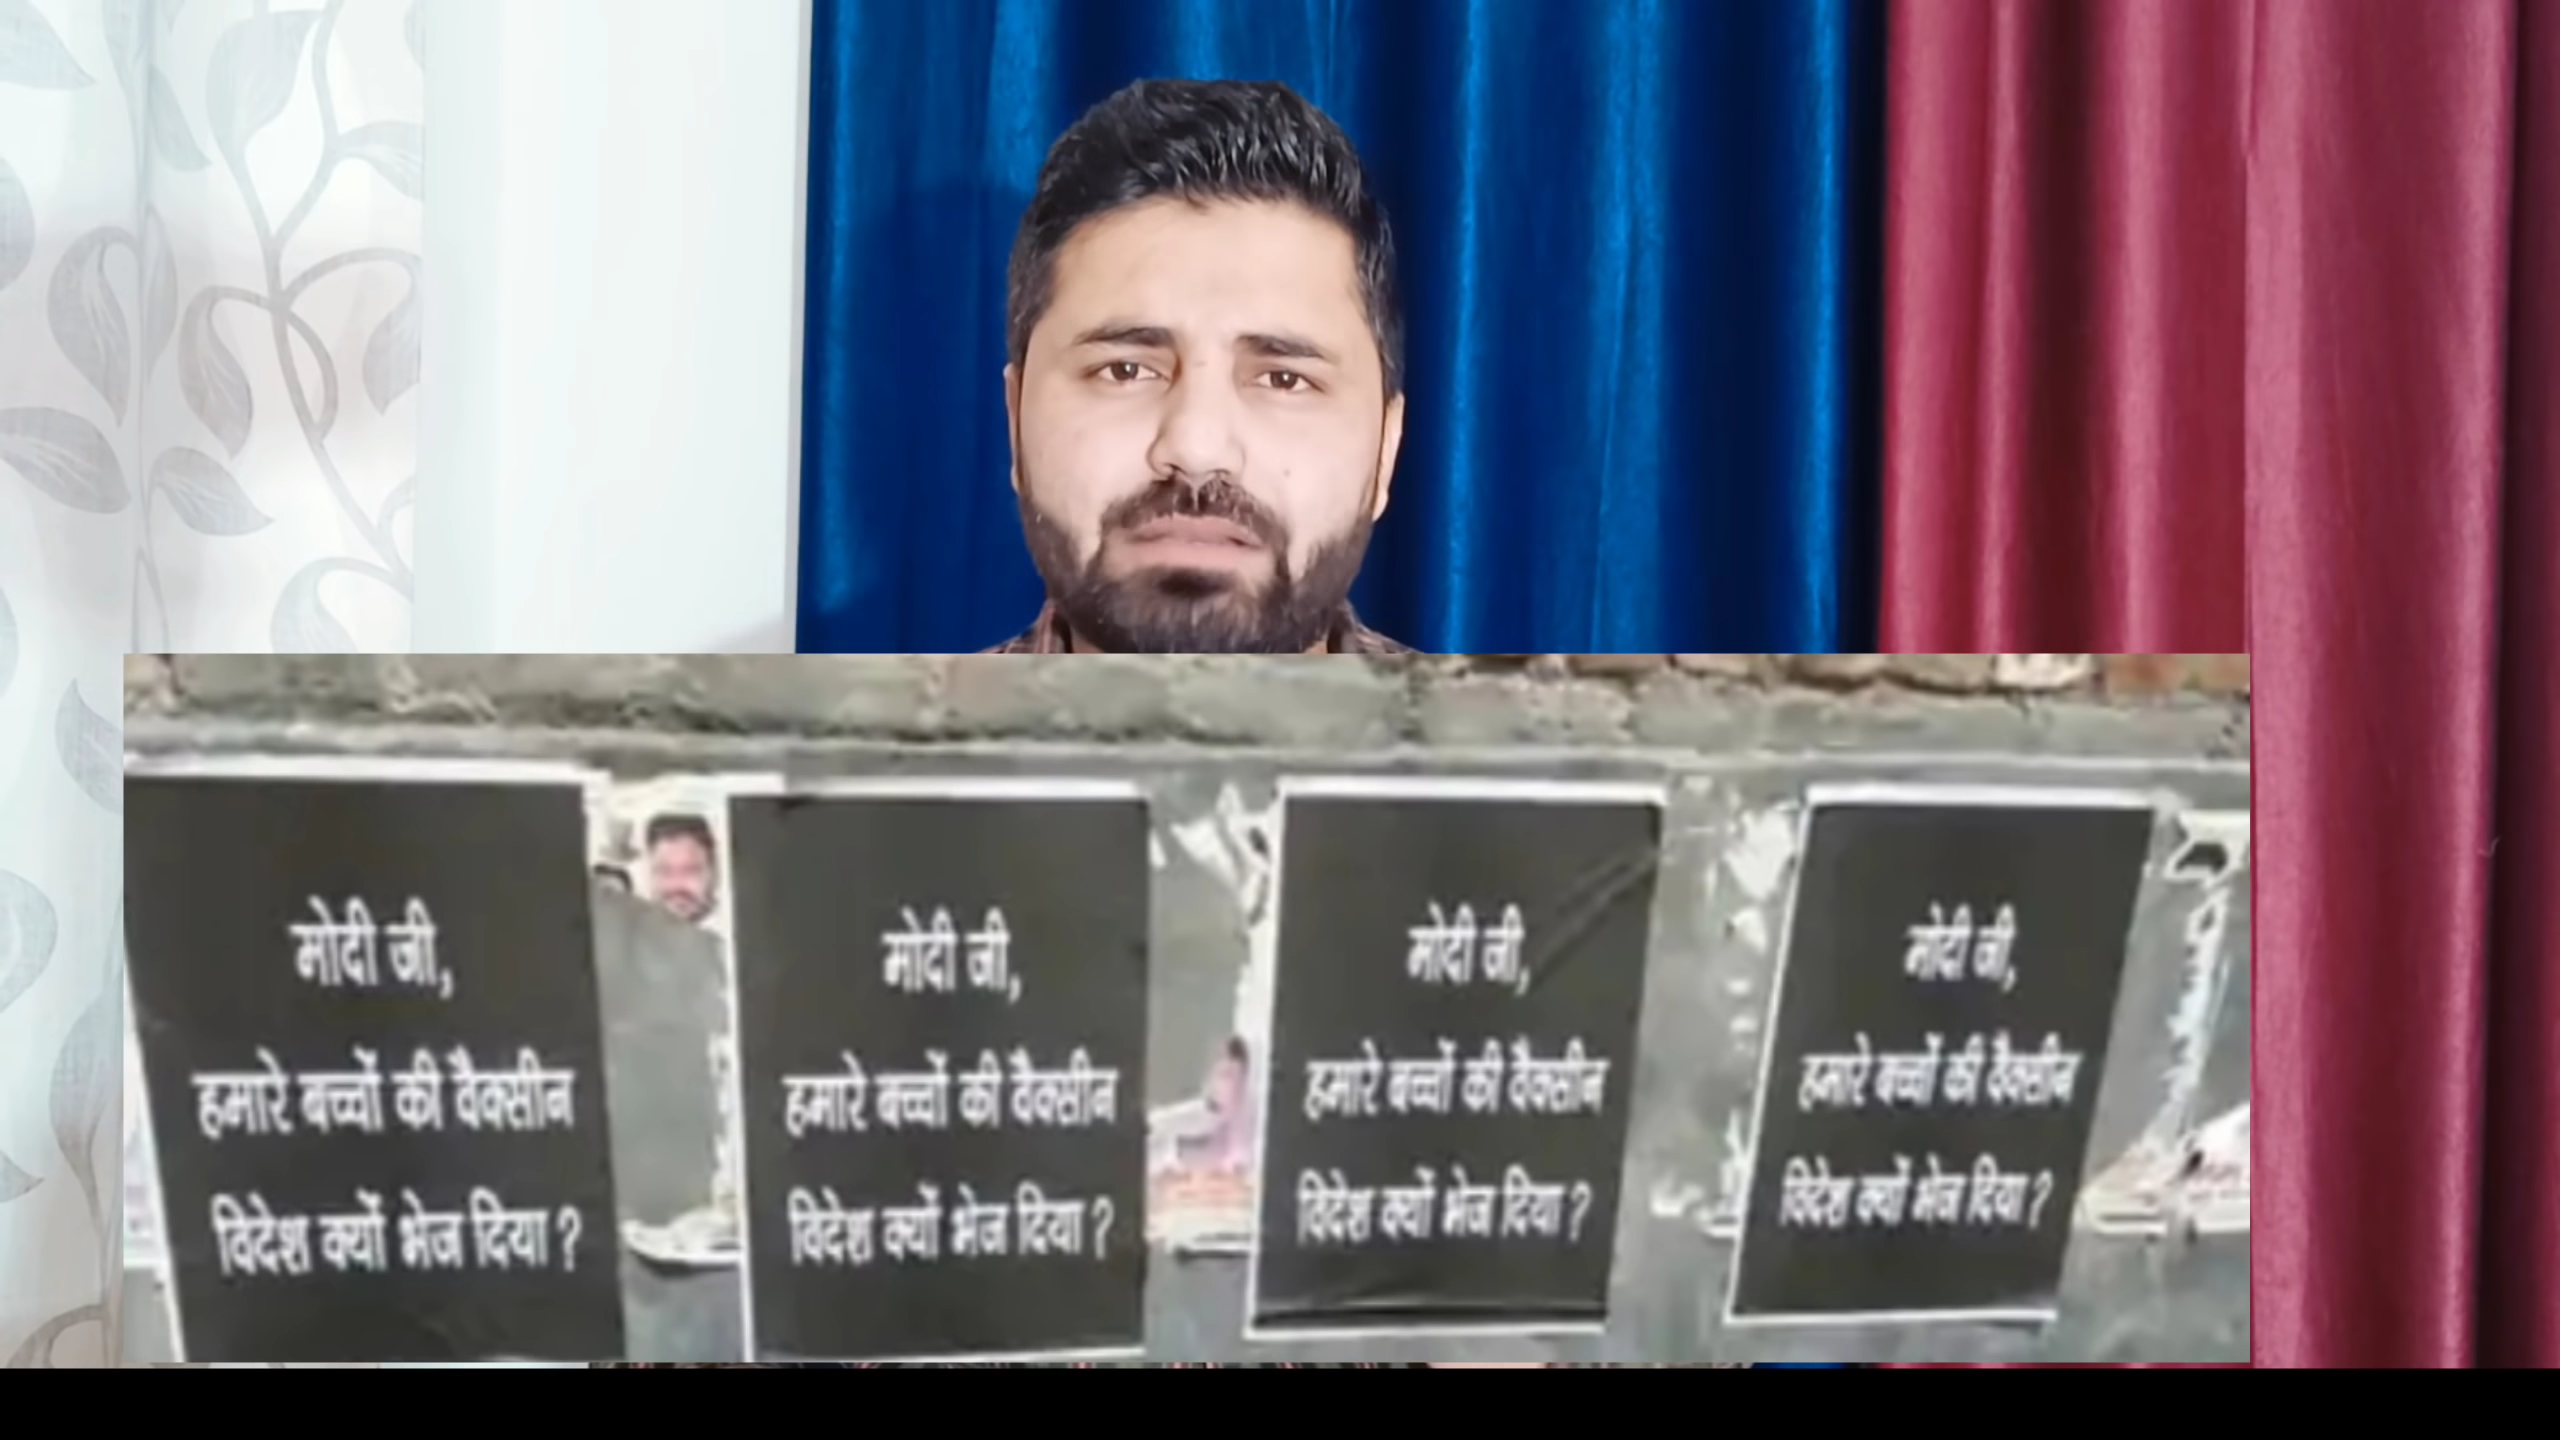 मोदी जी,
हमारे बच्चों की वैक्सीन
विदेश क्यों भेज दिया ?
मोदी जी,
हमारे बच्चों की वैक्सीन
विदेश क्यों भेज दिया ?
मोदी जी,
हमारे बच्चों की वैक्सीन
विदेश क्यों भेज दिया ?
मोदी जी,
हमारे बच्चों की वैक्सीन
विदेश क्यों भेज दिया ?